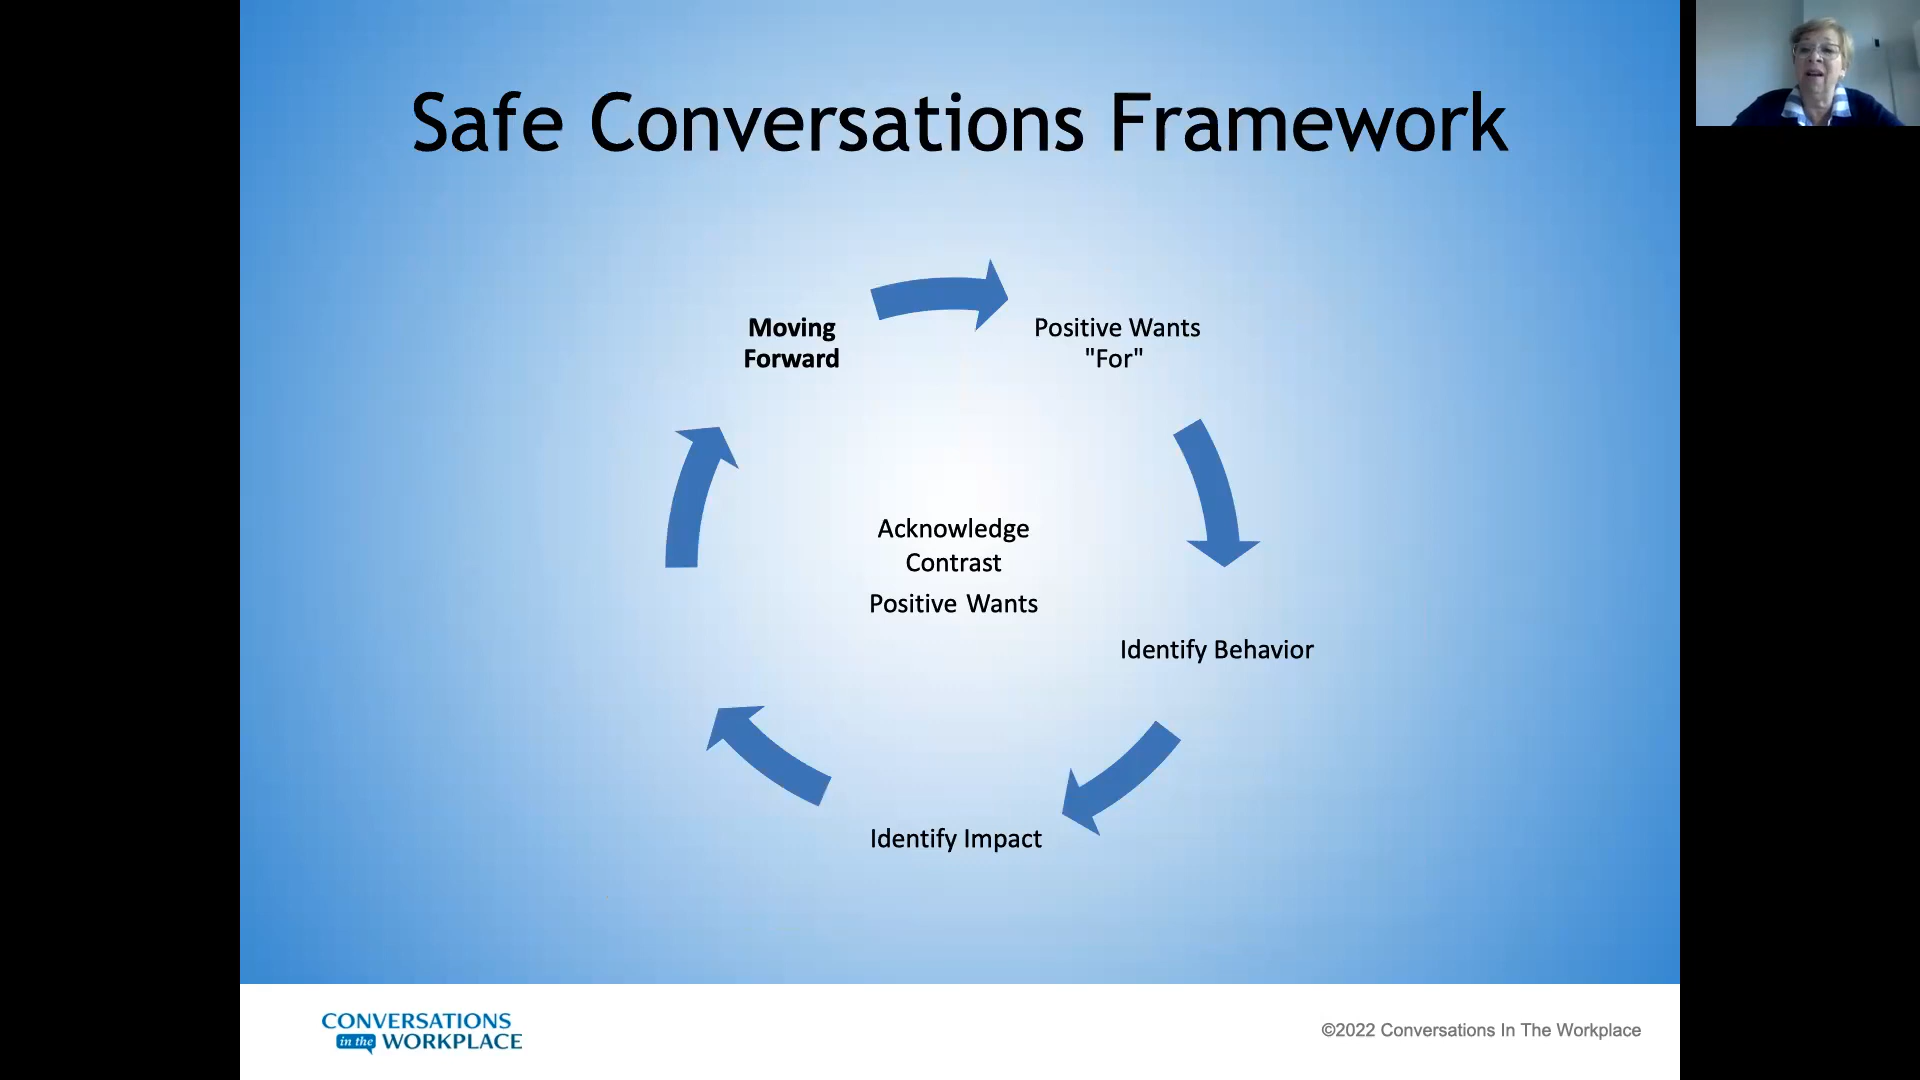 Safe Conversations Framework
Moving
Forward
Positive Wants
"For"
Acknowledge
Contrast
Positive Wants
Identify Behavior
Identify Impact
CONVERSATIONS
in the WORKPLACE
©2022 Conversations In The Workplace